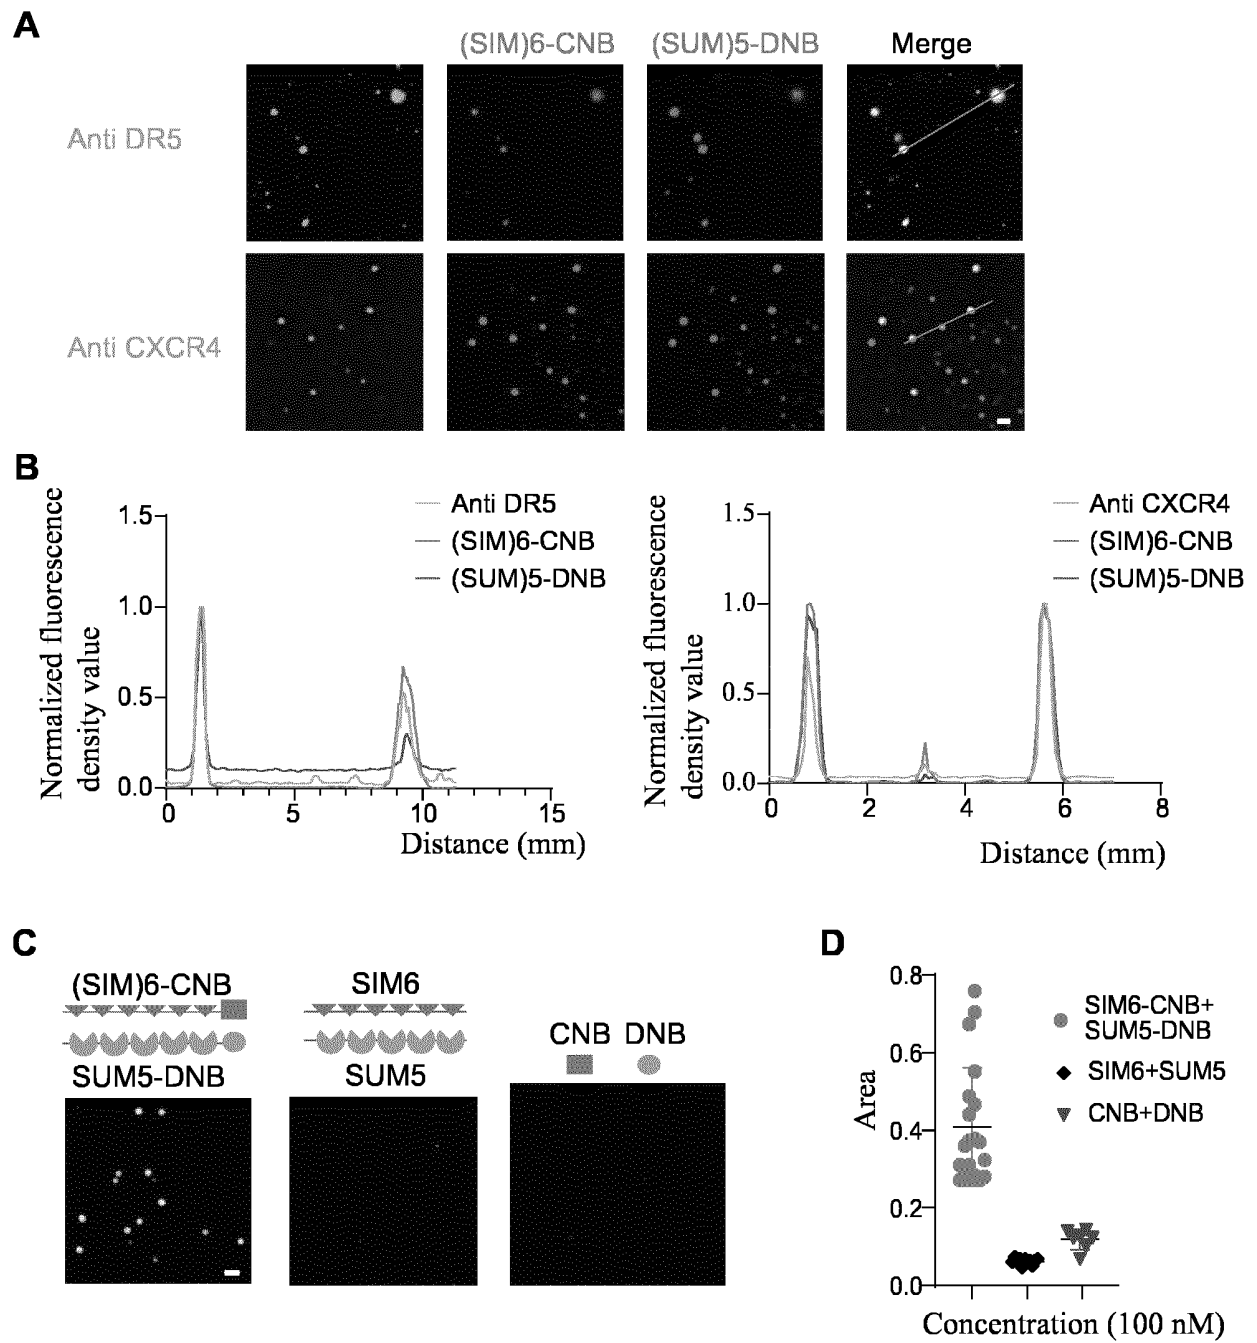 A
(SIM)6-CNB (SUM)5-DNB Merge
Anti DR5
Anti CXCR4
B
Normalized fluorescence
density value
1.5
1.0
0.5
0.0
0 5 10 15
Distance (mm)
Anti DR5
(SIM)6-CNB
(SUM)5-DNB
Normalized fluorescence
density value
1.5
1.0
0.5
0.0
0 2 4 6 8
Distance (mm)
Anti CXCR4
(SIM)6-CNB
(SUM)5-DNB
C
(SIM)6-CNB
SUM5-DNB
SIM6
SUM5
CNB DNB
D
Area
0.8
0.6
0.4
0.2
0.0
Concentration (100 nM)
SIM6-CNB+
SUM5-DNB
SIM6+SUM5
CNB+DNB